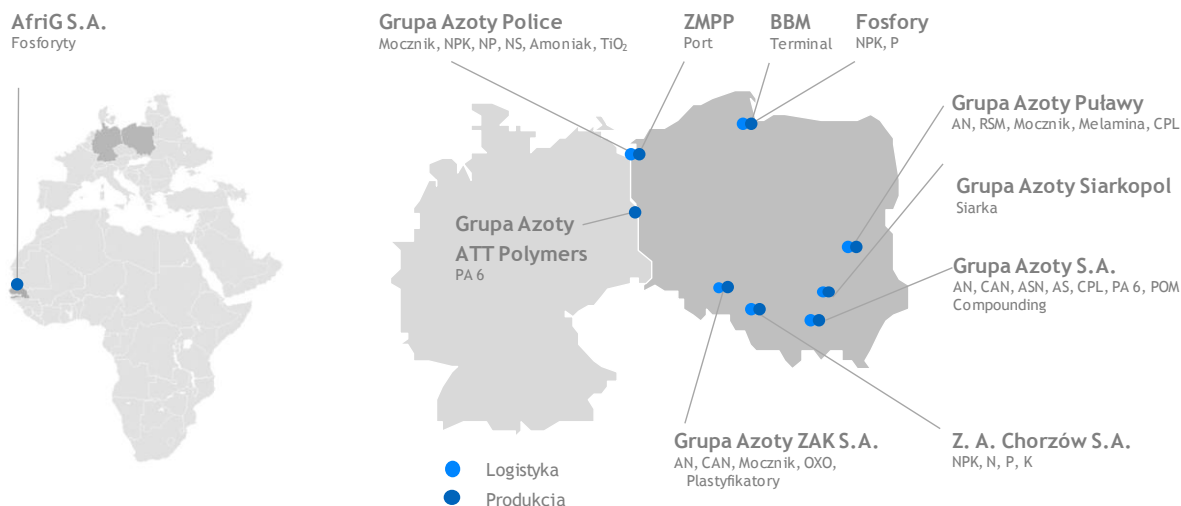 AfriG S.A.
Fosforyty
Grupa Azoty Police
Mocznik, NPK, NP, NS, Amoniak, TiO₂
ZMPP
Port
BBM
Terminal
Fosfory
NPK, P
Grupa Azoty Puławy
AN, RSM, Mocznik, Melamina, CPL
Grupa Azoty Siarkopol
Siarka
Grupa Azoty
ATT Polymers
PA 6
Grupa Azoty S.A.
AN, CAN, ASN, AS, CPL, PA 6, POM
Compounding
Grupa Azoty ZAK S.A.
AN, CAN, Mocznik, OXO,
Plastyfikatory
Z. A. Chorzów S.A.
NPK, N, P, K
Logistyka
Produkcja